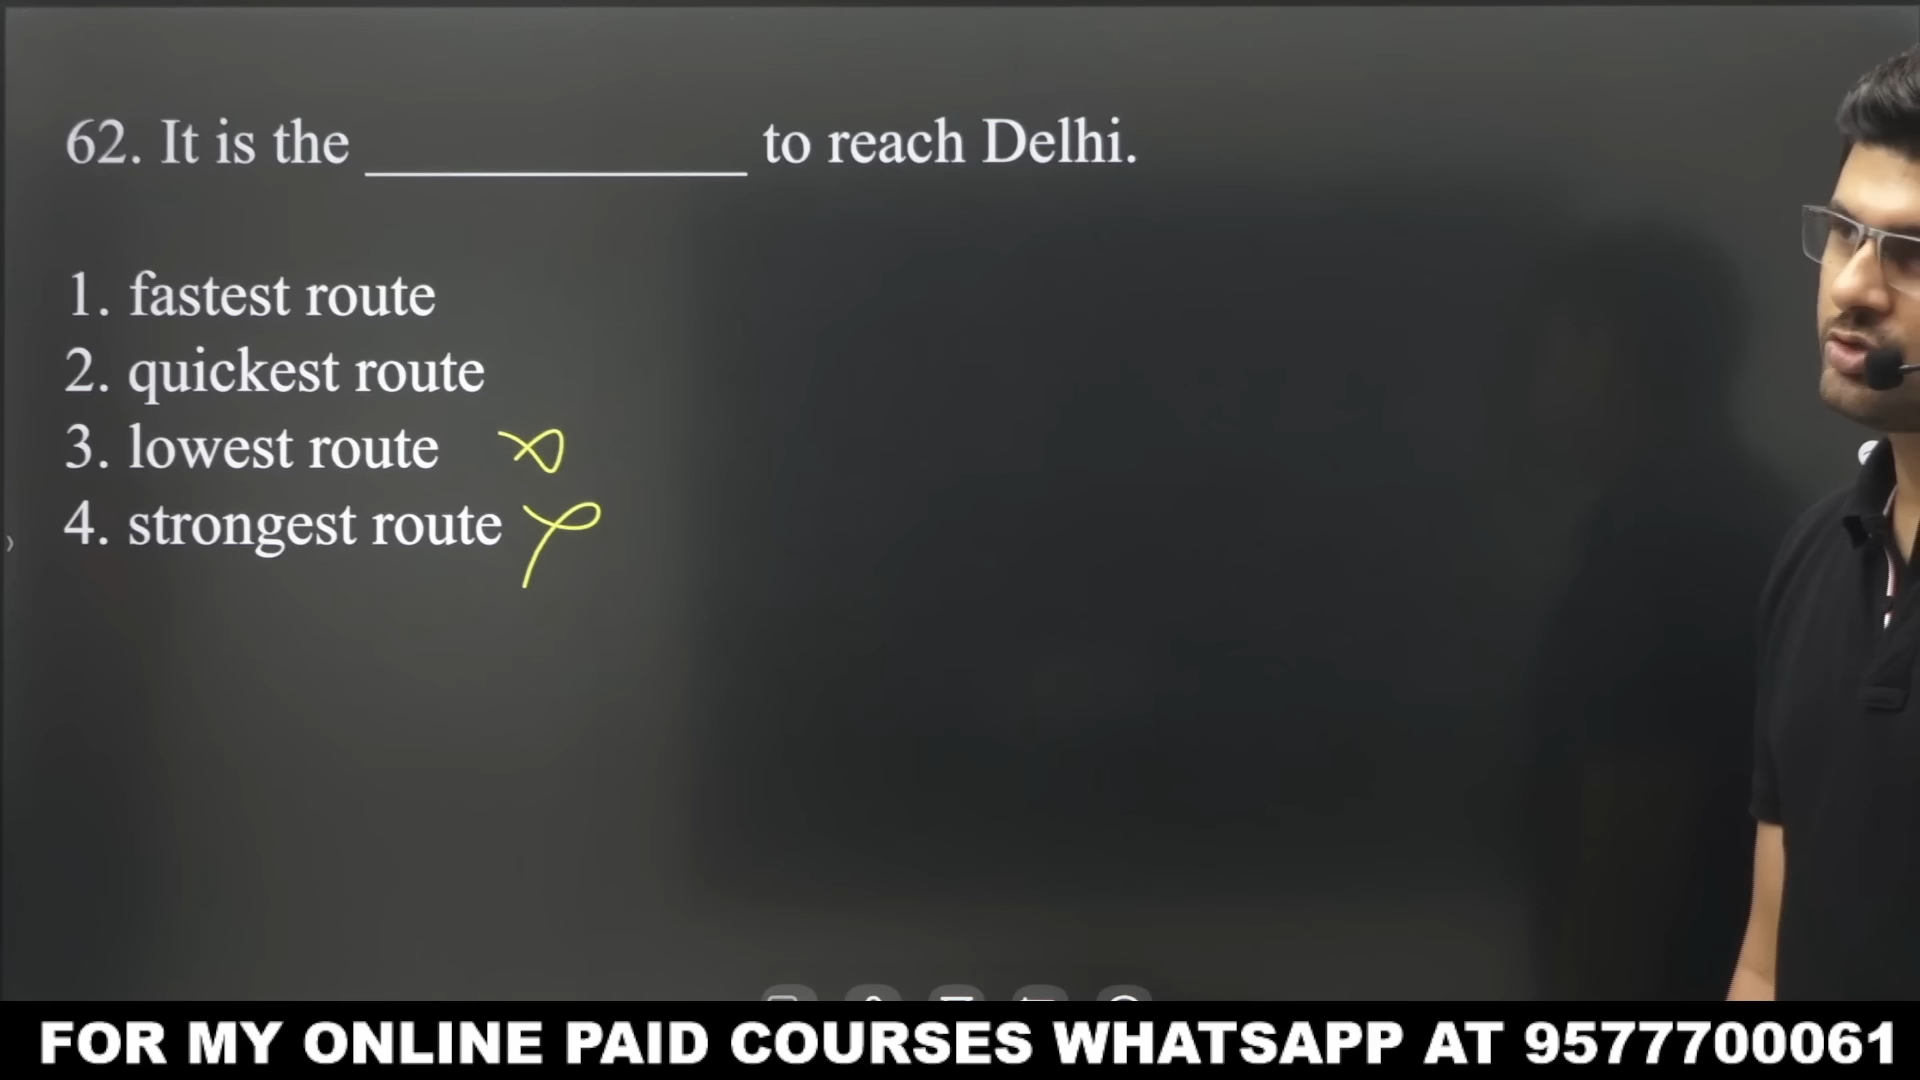 62. It is the ____________ to reach Delhi.
1. fastest route
2. quickest route
3. lowest route
4. strongest route
FOR MY ONLINE PAID COURSES WHATSAPP AT 9577700061